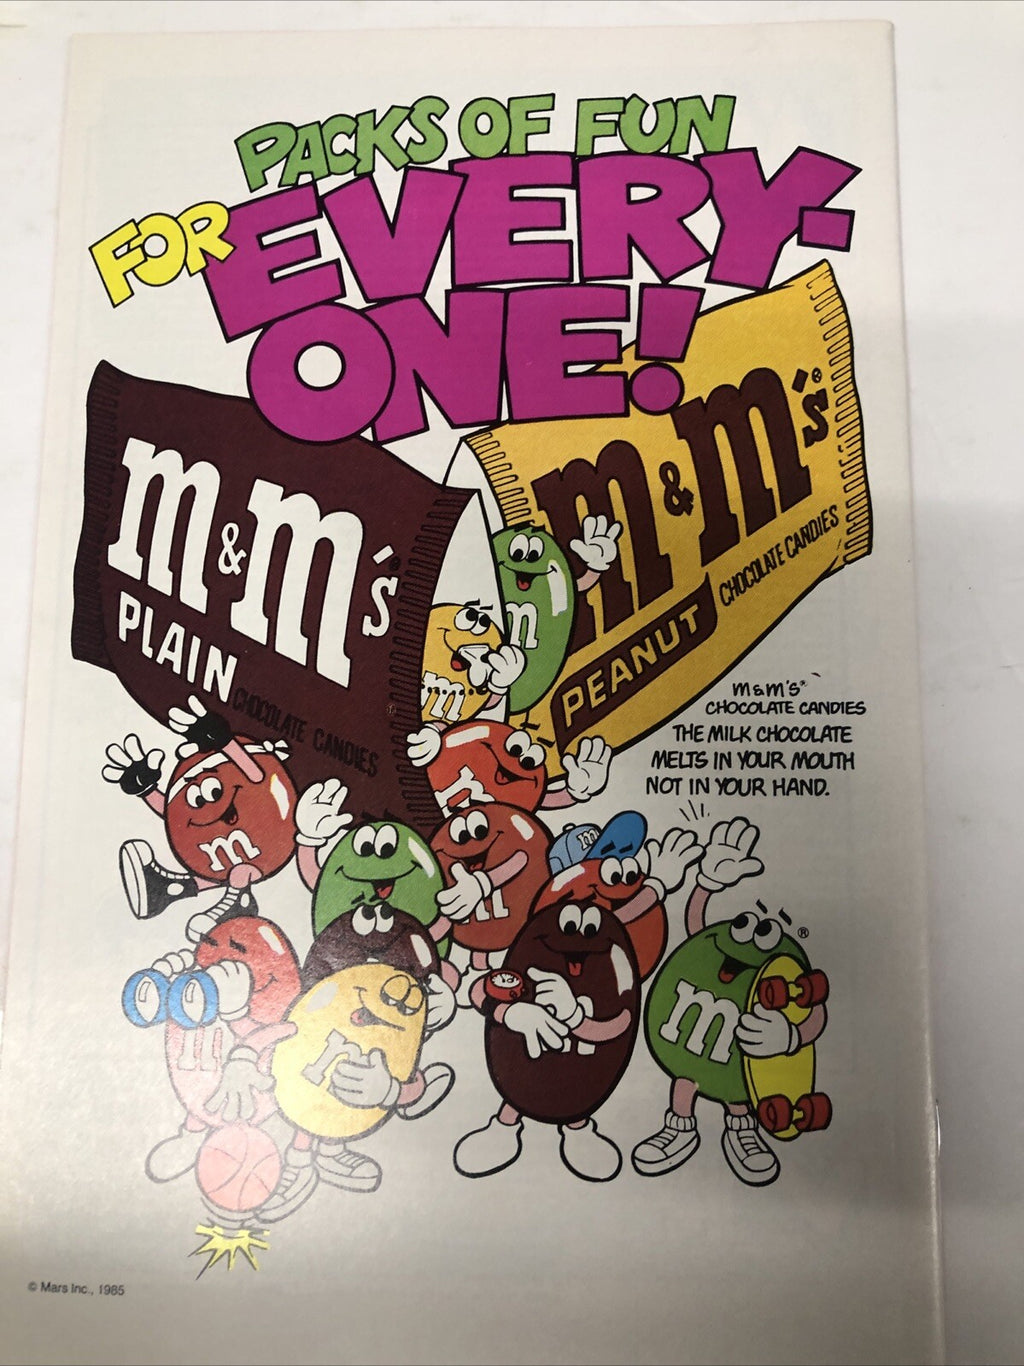 PACKS OF FUN
FOR EVERY-
ONE!
m&m's®
PLAIN
CHOCOLATE CANDIES
m&m's®
PEANUT
CHOCOLATE CANDIES
m
m
m
m
m
m
m&m's®
CHOCOLATE CANDIES
THE MILK CHOCOLATE
MELTS IN YOUR MOUTH
NOT IN YOUR HAND.
®
© Mars Inc., 1985